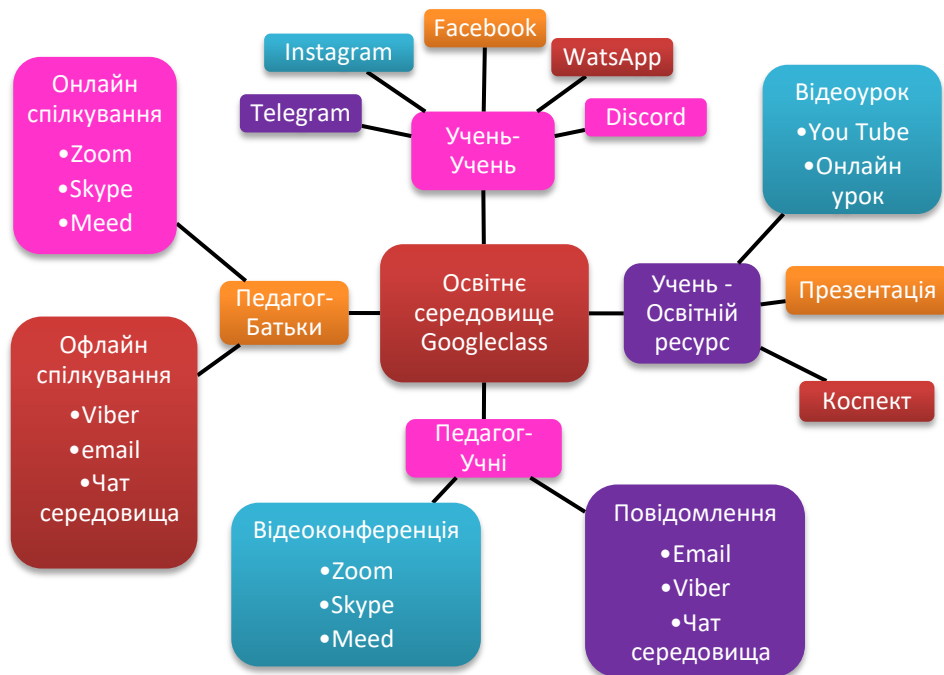 Facebook
Instagram
WatsApp
Telegram
Discord
Учень-
Учень
Онлайн
спілкування
•Zoom
•Skype
•Meed
Відеоурок
•You Tube
•Онлайн
урок
Педагог-
Батьки
Освітнє
середовище
Googleclass
Учень -
Освітній
ресурс
Презентація
Коспект
Офлайн
спілкування
•Viber
•email
•Чат
середовища
Педагог-
Учні
Відеоконференція
•Zoom
•Skype
•Meed
Повідомлення
•Email
•Viber
•Чат
середовища